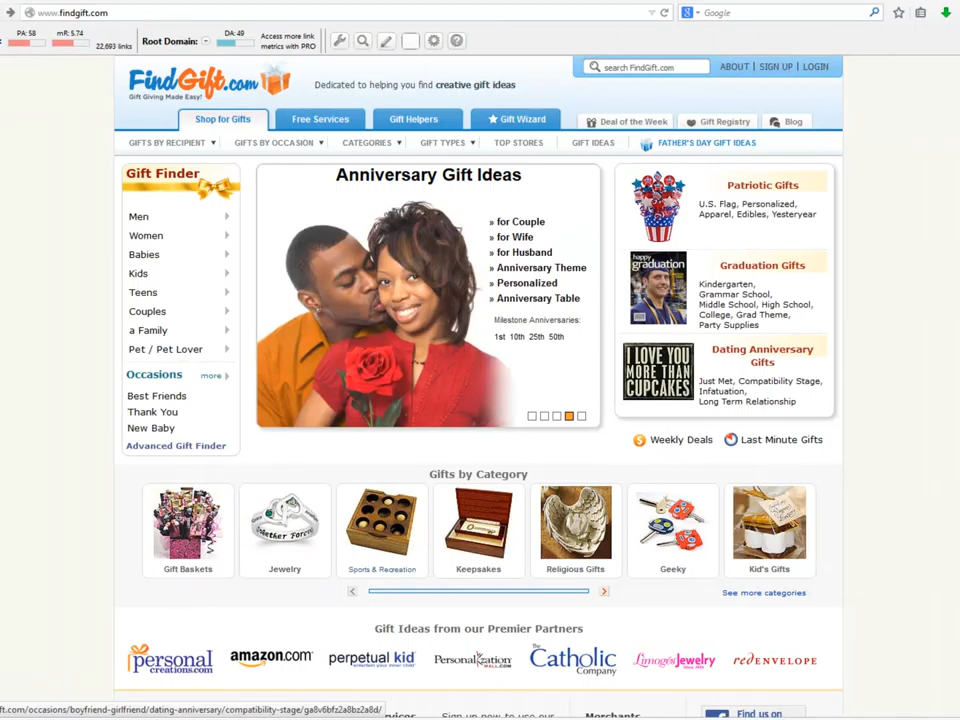 www.findgift.com
Google
PA: 58
mR: 5.74
22,693 links
Root Domain:
DA: 49
Access more link
metrics with PRO
FindGift.com
Gift Giving Made Easy!
Dedicated to helping you find creative gift ideas
search FindGift.com
ABOUT | SIGN UP | LOGIN
Shop for Gifts
Free Services
Gift Helpers
Gift Wizard
Deal of the Week
Gift Registry
Blog
GIFTS BY RECIPIENT
GIFTS BY OCCASION
CATEGORIES
GIFT TYPES
TOP STORES
GIFT IDEAS
FATHER'S DAY GIFT IDEAS
Gift Finder
Men
Women
Babies
Kids
Teens
Couples
a Family
Pet / Pet Lover
Occasions
more
Best Friends
Thank You
New Baby
Advanced Gift Finder
Anniversary Gift Ideas
» for Couple
» for Wife
» for Husband
» Anniversary Theme
» Personalized
» Anniversary Table
Milestone Anniversaries:
1st 10th 25th 50th
Patriotic Gifts
U.S. Flag, Personalized,
Apparel, Edibles, Yesteryear
happy
graduation
Graduation Gifts
Kindergarten,
Grammar School,
Middle School, High School,
College, Grad Theme,
Party Supplies
I LOVE YOU
MORE THAN
CUPCAKES
Dating Anniversary
Gifts
Just Met, Compatibility Stage,
Infatuation,
Long Term Relationship
Weekly Deals
Last Minute Gifts
Gifts by Category
Together Forever
Gift Baskets
Jewelry
Sports & Recreation
Keepsakes
Religious Gifts
Geeky
Kid's Gifts
See more categories
Gift Ideas from our Premier Partners
personal
creations.com
amazon.com
perpetual kid
Personalization
MALL.COM
The
Catholic
Company
Limogés Jewelry
redENVELOPE
ft.com/occasions/boyfriend-girlfriend/dating-anniversary/compatibility-stage/ga8v6bfz2a8bz2a8d/
Sign up now to use our
Merchants
Find us on